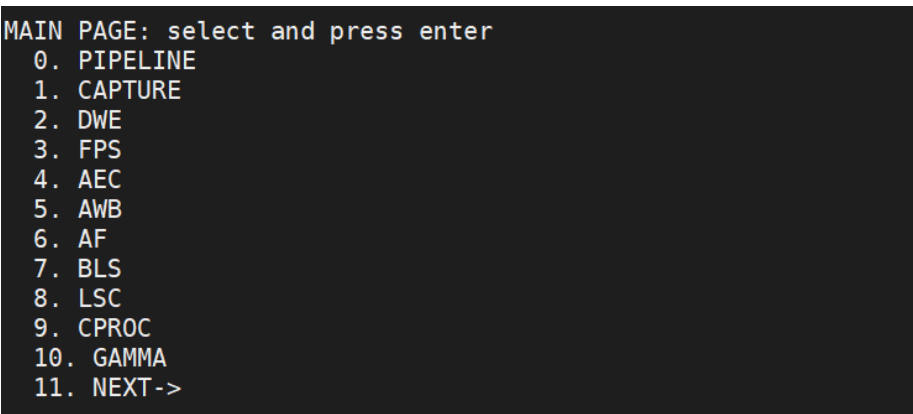 MAIN PAGE: select and press enter
0. PIPELINE
1. CAPTURE
2. DWE
3. FPS
4. AEC
5. AWB
6. AF
7. BLS
8. LSC
9. CPROC
10. GAMMA
11. NEXT->